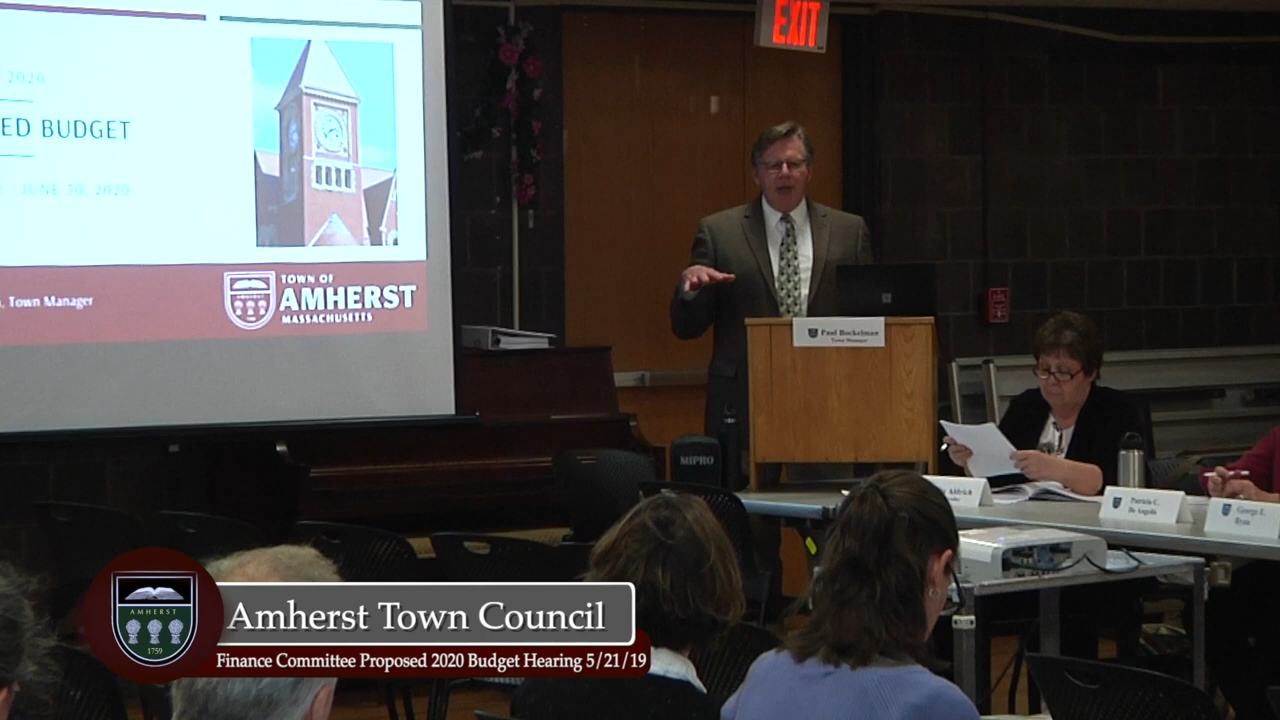 EXIT
2020
ED BUDGET
JUNE 30, 2020
, Town Manager
TOWN OF
AMHERST
MASSACHUSETTS
Paul Bockelman
Town Manager
MIPRO
Aldrich
Patricia C.
De Angelis
George E.
Ryan
AMHERST
1759
Amherst Town Council
Finance Committee Proposed 2020 Budget Hearing 5/21/19